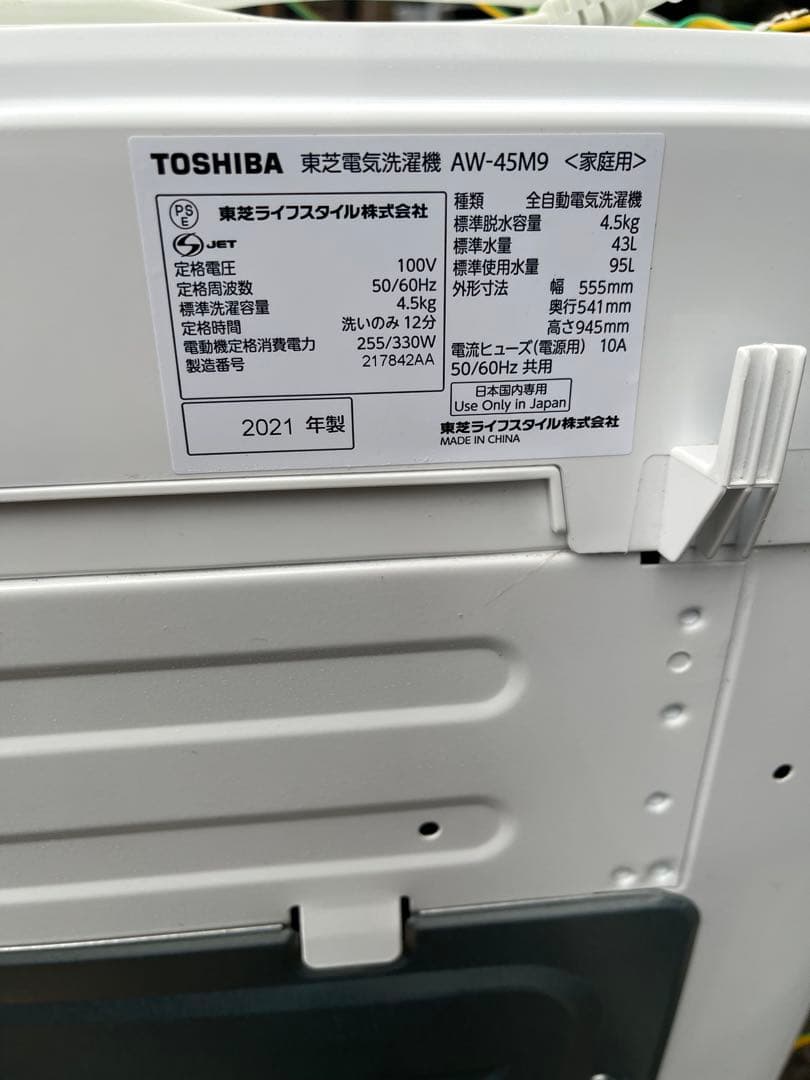 TOSHIBA 東芝電気洗濯機 AW-45M9 <家庭用>
PS
E
東芝ライフスタイル株式会社
S JET
定格電圧 100V
定格周波数 50/60Hz
標準洗濯容量 4.5kg
定格時間 洗いのみ 12分
電動機定格消費電力 255/330W
製造番号 217842AA
2021 年製
種類 全自動電気洗濯機
標準脱水容量 4.5kg
標準水量 43L
標準使用水量 95L
外形寸法 幅 555mm
奥行541mm
高さ945mm
電流ヒューズ(電源用) 10A
50/60Hz 共用
日本国内専用
Use Only in Japan
東芝ライフスタイル株式会社
MADE IN CHINA